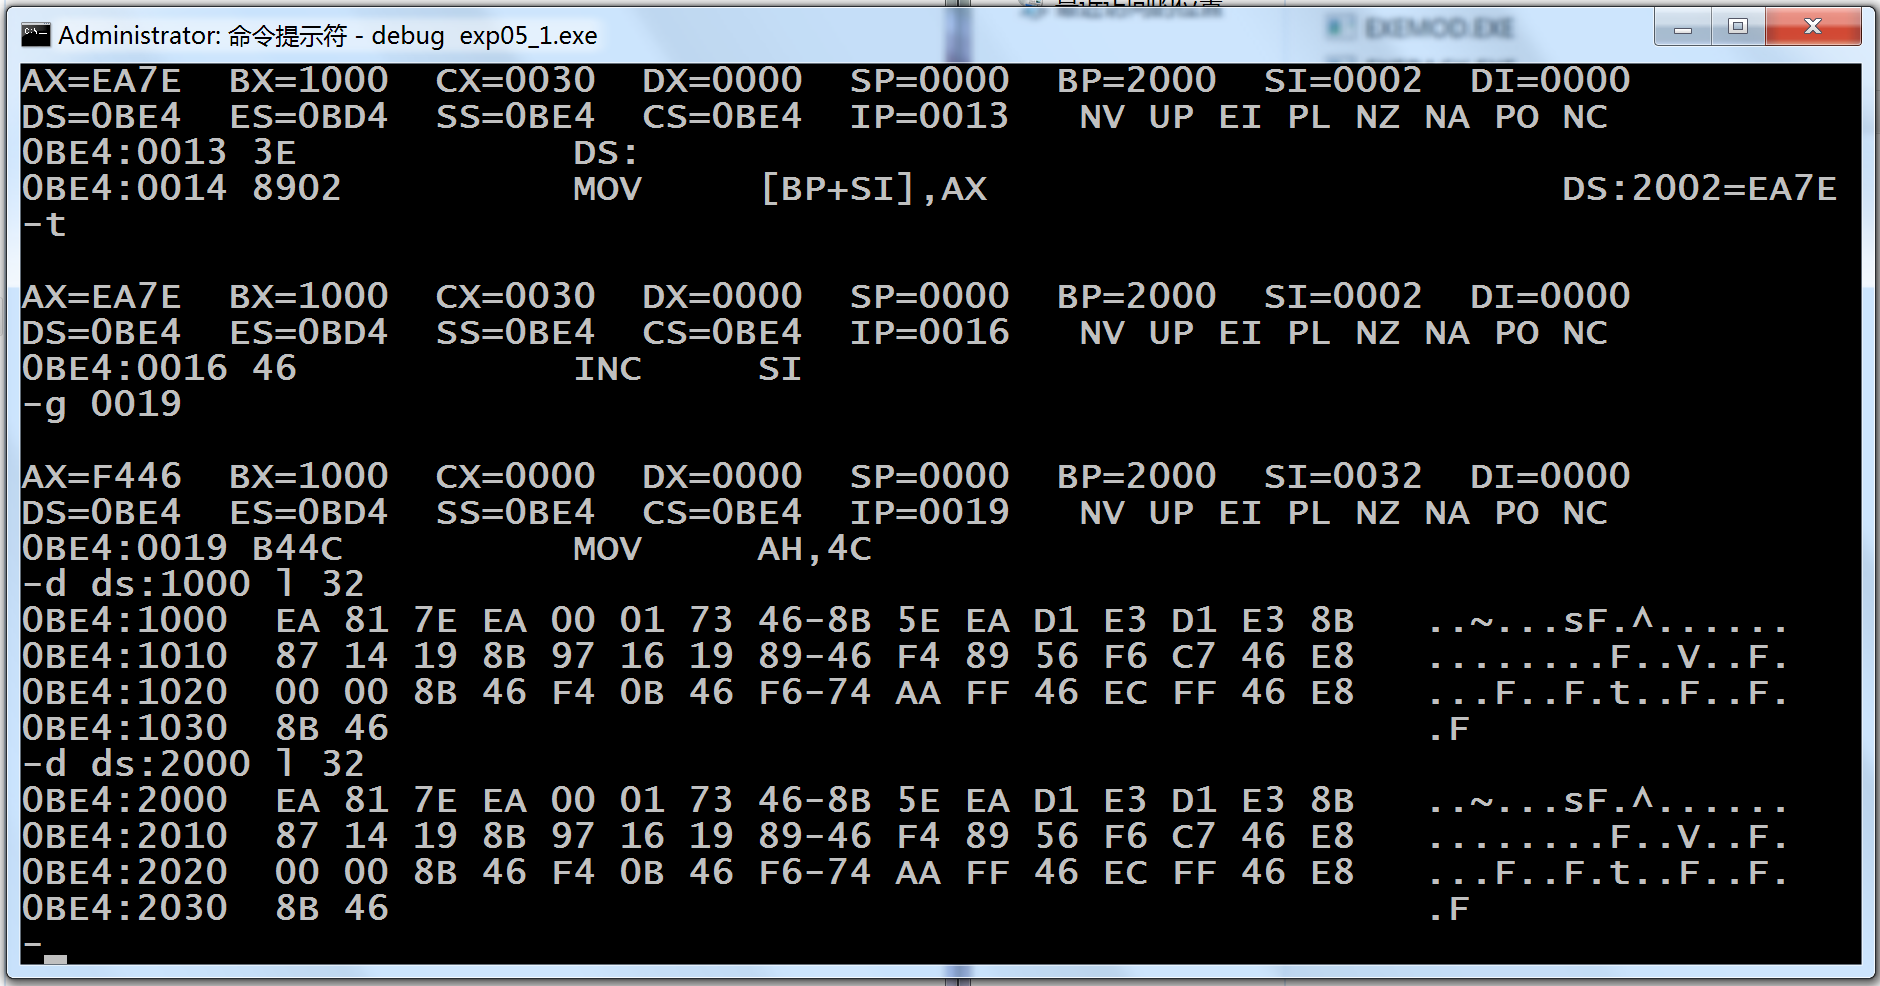 最近访问的位置
EXEMOD.EXE
Administrator: 命令提示符 - debug  exp05_1.exe
AX=EA7E  BX=1000  CX=0030  DX=0000  SP=0000  BP=2000  SI=0002  DI=0000
DS=0BE4  ES=0BD4  SS=0BE4  CS=0BE4  IP=0013   NV UP EI PL NZ NA PO NC
0BE4:0013 3E            DS:
0BE4:0014 8902          MOV     [BP+SI],AX                         DS:2002=EA7E
-t
AX=EA7E  BX=1000  CX=0030  DX=0000  SP=0000  BP=2000  SI=0002  DI=0000
DS=0BE4  ES=0BD4  SS=0BE4  CS=0BE4  IP=0016   NV UP EI PL NZ NA PO NC
0BE4:0016 46            INC     SI
-g 0019
AX=F446  BX=1000  CX=0000  DX=0000  SP=0000  BP=2000  SI=0032  DI=0000
DS=0BE4  ES=0BD4  SS=0BE4  CS=0BE4  IP=0019   NV UP EI PL NZ NA PO NC
0BE4:0019 B44C          MOV     AH,4C
-d ds:1000 l 32
0BE4:1000  EA 81 7E EA 00 01 73 46-8B 5E EA D1 E3 D1 E3 8B   ..~...sF.^......
0BE4:1010  87 14 19 8B 97 16 19 89-46 F4 89 56 F6 C7 46 E8   ........F..V..F.
0BE4:1020  00 00 8B 46 F4 0B 46 F6-74 AA FF 46 EC FF 46 E8   ...F..F.t..F..F.
0BE4:1030  8B 46                                             .F
-d ds:2000 l 32
0BE4:2000  EA 81 7E EA 00 01 73 46-8B 5E EA D1 E3 D1 E3 8B   ..~...sF.^......
0BE4:2010  87 14 19 8B 97 16 19 89-46 F4 89 56 F6 C7 46 E8   ........F..V..F.
0BE4:2020  00 00 8B 46 F4 0B 46 F6-74 AA FF 46 EC FF 46 E8   ...F..F.t..F..F.
0BE4:2030  8B 46                                             .F
-